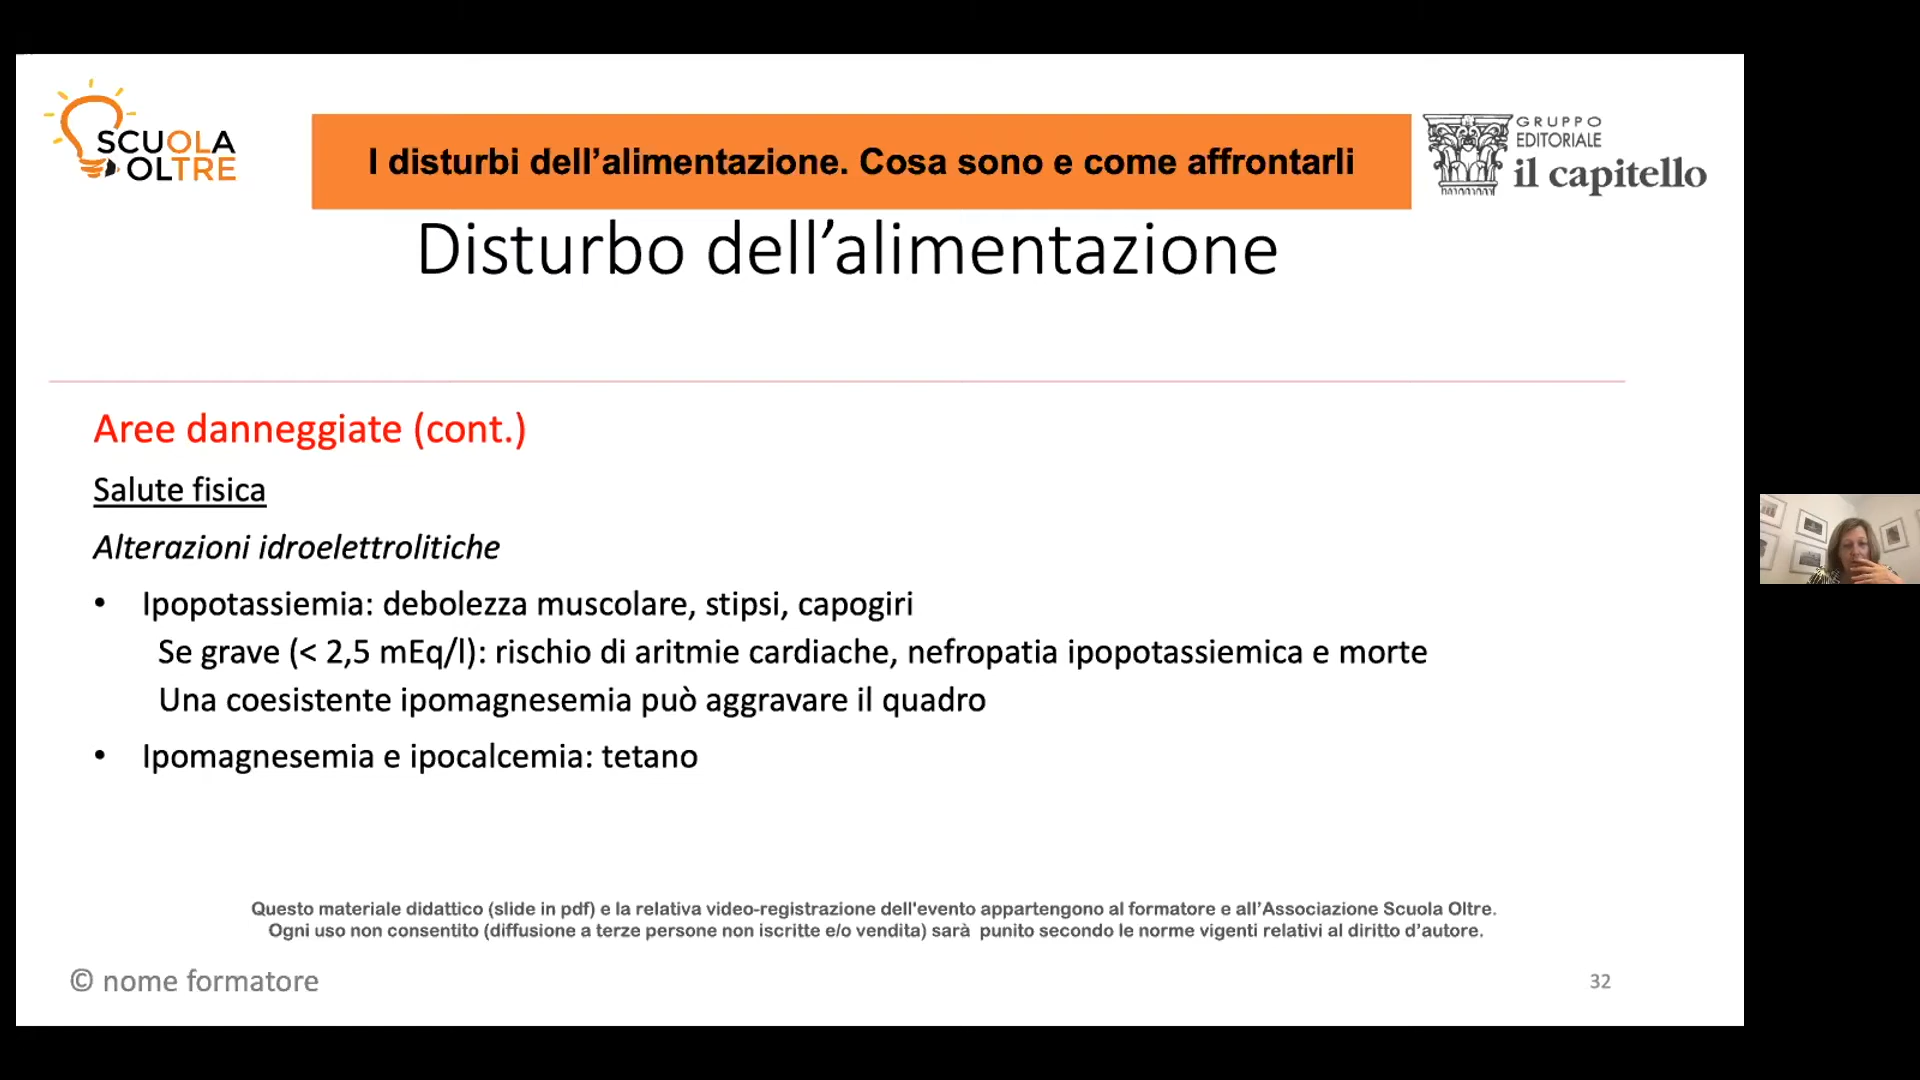 SCUOLA
OLTRE
I disturbi dell’alimentazione. Cosa sono e come affrontarli
GRUPPO
EDITORIALE
il capitello
Disturbo dell’alimentazione
Aree danneggiate (cont.)
Salute fisica
Alterazioni idroelettrolitiche
• Ipopotassiemia: debolezza muscolare, stipsi, capogiri
Se grave (< 2,5 mEq/l): rischio di aritmie cardiache, nefropatia ipopotassiemica e morte
Una coesistente ipomagnesemia può aggravare il quadro
• Ipomagnesemia e ipocalcemia: tetano
Questo materiale didattico (slide in pdf) e la relativa video-registrazione dell'evento appartengono al formatore e all’Associazione Scuola Oltre.
Ogni uso non consentito (diffusione a terze persone non iscritte e/o vendita) sarà punito secondo le norme vigenti relativi al diritto d’autore.
© nome formatore
32